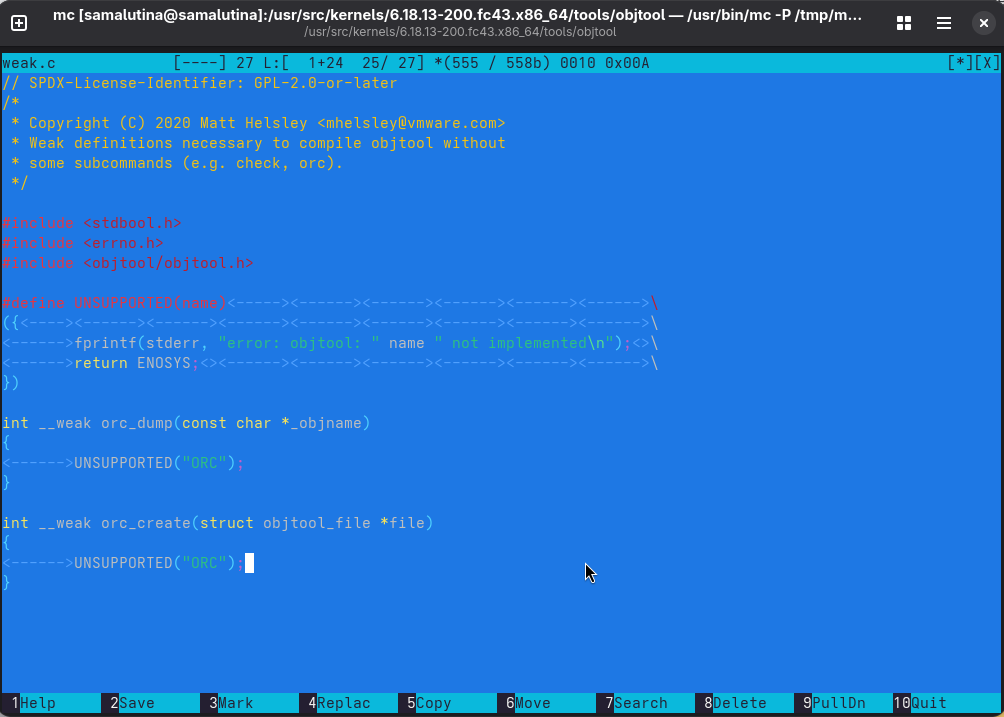 mc [samalutina@samalutina]:/usr/src/kernels/6.18.13-200.fc43.x86_64/tools/objtool — /usr/bin/mc -P /tmp/m…
/usr/src/kernels/6.18.13-200.fc43.x86_64/tools/objtool
weak.c [----] 27 L:[ 1+24 25/ 27] *(555 / 558b) 0010 0x00A [*][X]
// SPDX-License-Identifier: GPL-2.0-or-later
/*
 * Copyright (C) 2020 Matt Helsley <mhelsley@vmware.com>
 * Weak definitions necessary to compile objtool without
 * some subcommands (e.g. check, orc).
 */
#include <stdbool.h>
#include <errno.h>
#include <objtool/objtool.h>
#define UNSUPPORTED(name)<-----><------><------><------><------><------>\
({<----><------><------><------><------><------><------><------><------>\
<------>fprintf(stderr, "error: objtool: " name " not implemented\n");<>\
<------>return ENOSYS;<><------><------><------><------><------><------>\
})
int __weak orc_dump(const char *_objname)
{
<------>UNSUPPORTED("ORC");
}
int __weak orc_create(struct objtool_file *file)
{
<------>UNSUPPORTED("ORC");
}
1Help 2Save 3Mark 4Replac 5Copy 6Move 7Search 8Delete 9PullDn 10Quit